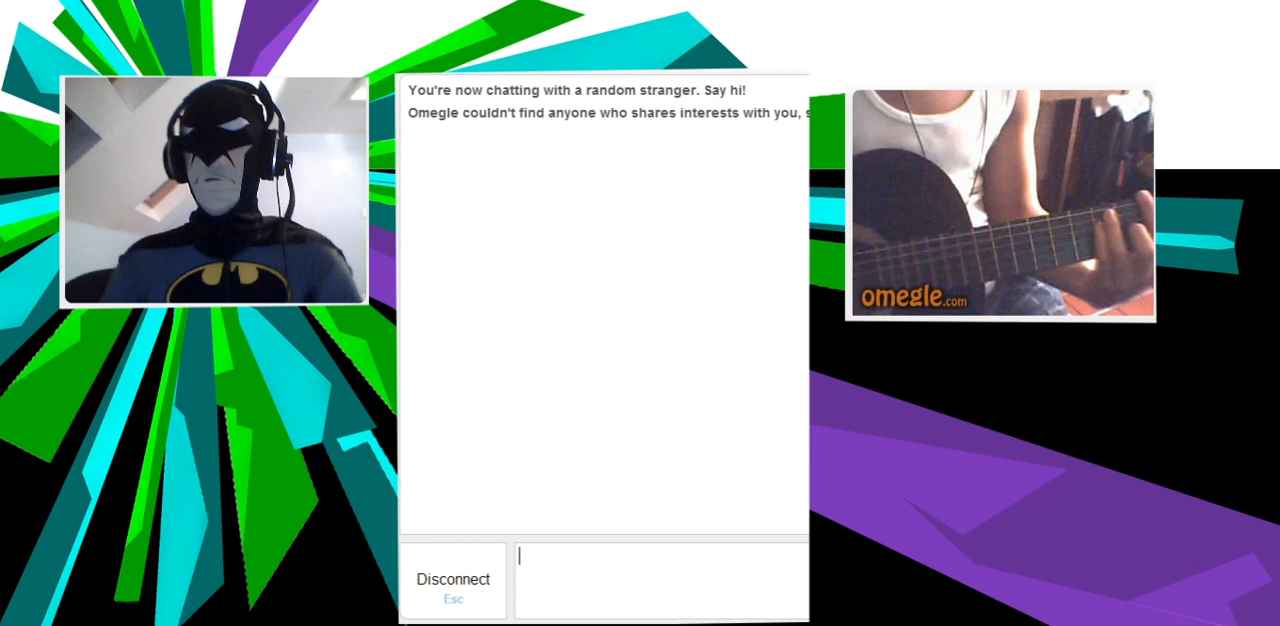 You're now chatting with a random stranger. Say hi!
Omegle couldn't find anyone who shares interests with you,
omegle.com
Disconnect
Esc